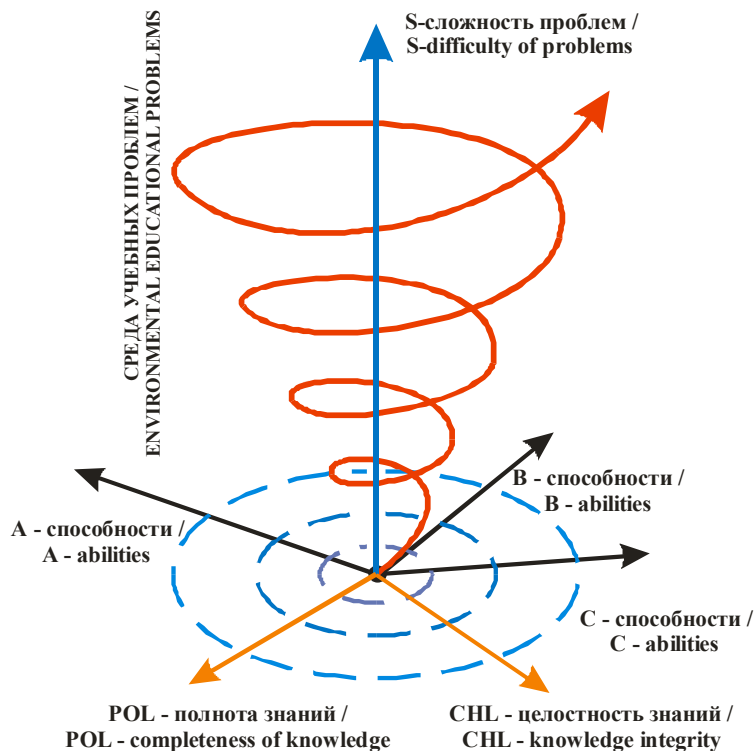 S-сложность проблем /
S-difficulty of problems
СРЕДА УЧЕБНЫХ ПРОБЛЕМ /
ENVIRONMENTAL EDUCATIONAL PROBLEMS
B - способности /
B - abilities
A - способности /
A - abilities
C - способности /
C - abilities
POL - полнота знаний /
POL - completeness of knowledge
CHL - целостность знаний /
CHL - knowledge integrity